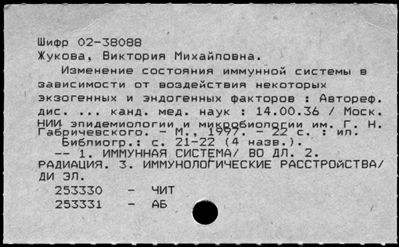 Шифр 02-38088
Жукова, Виктория Михайловна.
Изменение состояния иммунной системы в
зависимости от воздействия некоторых
экзогенных и эндогенных факторов : Автореф.
дис. ... канд. мед. наук : 14.00.36 / Моск.
НИИ эпидемиологии и микробиологии им. Г. Н.
Габричевского. - М., 1997. - 22 с. : ил.
Библиогр.: с. 21-22 (4 назв.).
-- 1. ИММУННАЯ СИСТЕМА/ ВО ДЛ. 2.
РАДИАЦИЯ. 3. ИММУНОЛОГИЧЕСКИЕ РАССТРОЙСТВА/
ДИ ЭЛ.
253330 - ЧИТ
253331 - АБ